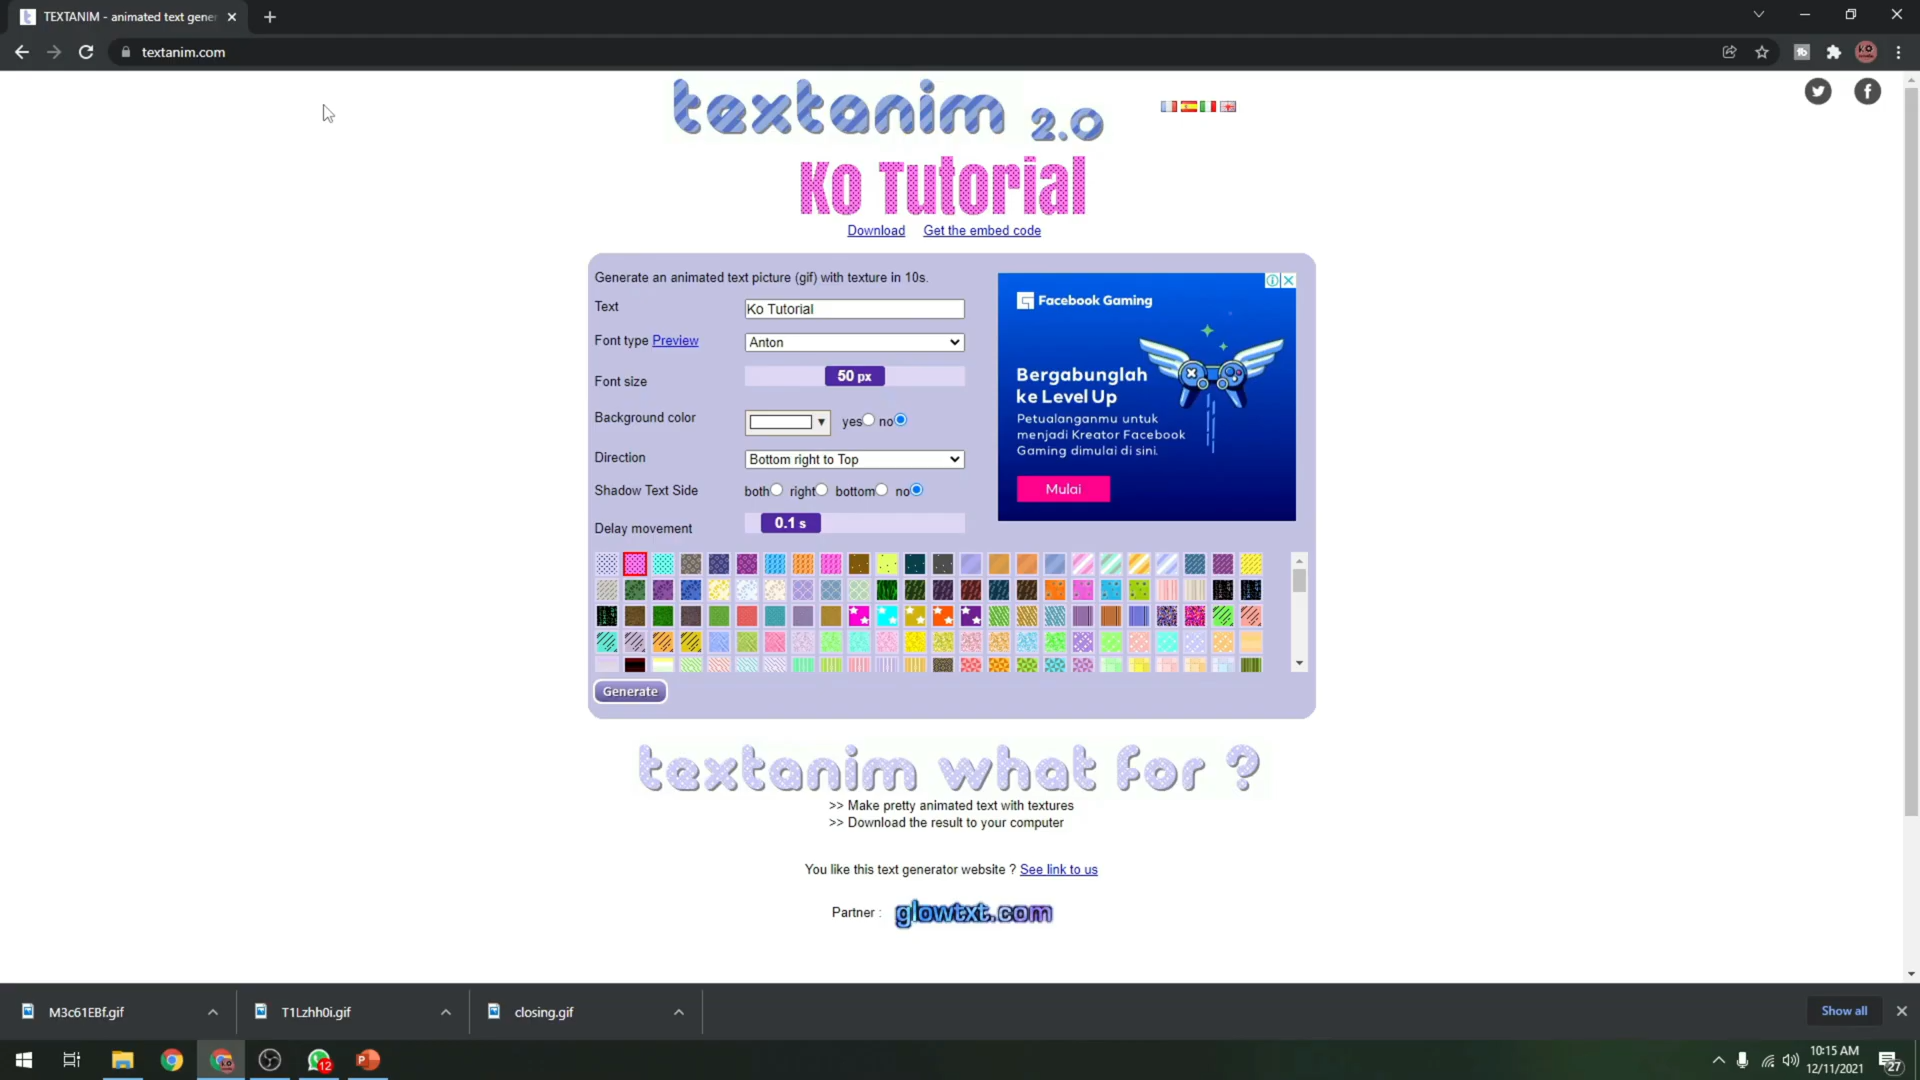 TEXTANIM - animated text gene
textanim.com
textanim 2.0
Ko Tutorial
Download Get the embed code
Generate an animated text picture (gif) with texture in 10s.
Text Ko Tutorial
Font type Preview Anton
Font size 50 px
Background color yes no
Direction Bottom right to Top
Shadow Text Side both right bottom no
Delay movement 0.1 s
Facebook Gaming
Bergabunglah
ke Level Up
Petualanganmu untuk
menjadi Kreator Facebook
Gaming dimulai di sini.
Mulai
Generate
textanim what for ?
>> Make pretty animated text with textures
>> Download the result to your computer
You like this text generator website ? See link to us
Partner : glowtxt.com
M3c61EBf.gif T1Lzhh0i.gif closing.gif Show all
12
10:15 AM
12/11/2021
27